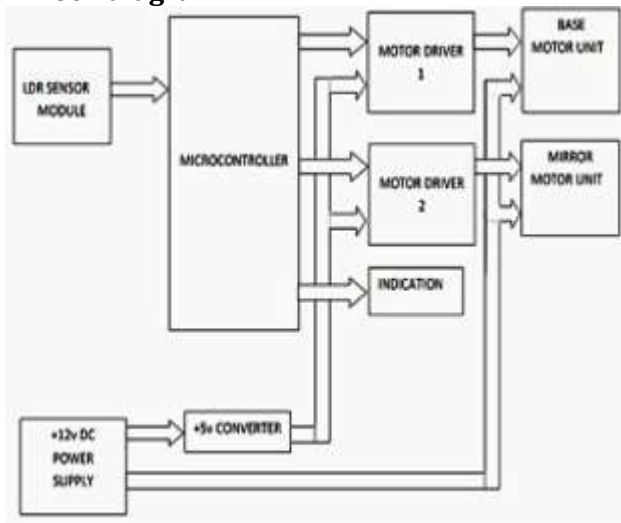 LDR SENSOR
MODULE
MICROCONTROLLER
MOTOR DRIVER
1
BASE
MOTOR UNIT
MOTOR DRIVER
2
MIRROR
MOTOR UNIT
INDICATION
+12v DC
POWER
SUPPLY
+5v CONVERTER